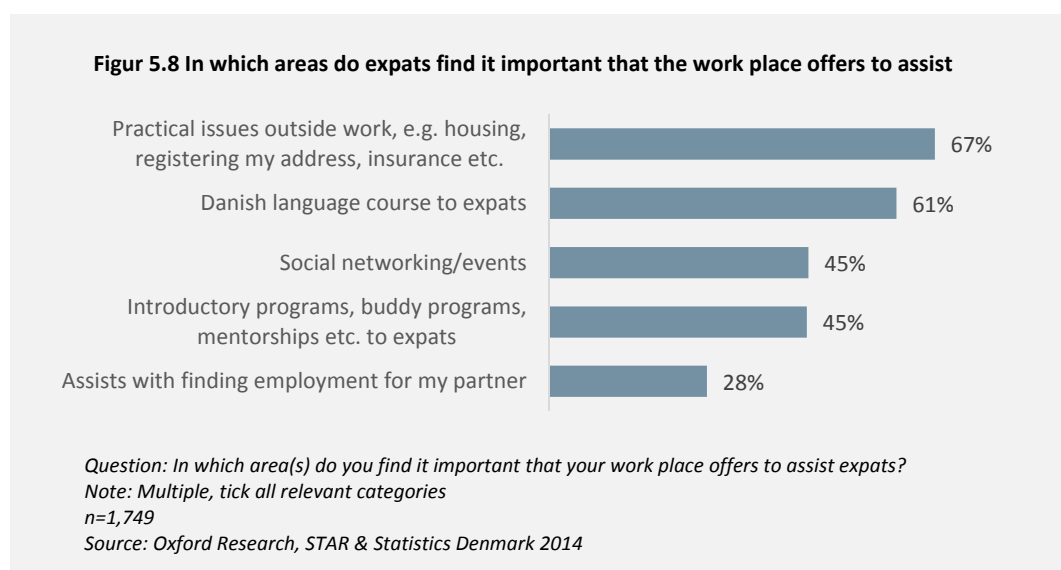 Figur 5.8 In which areas do expats find it important that the work place offers to assist
Practical issues outside work, e.g. housing,
registering my address, insurance etc.
67%
Danish language course to expats
61%
Social networking/events
45%
Introductory programs, buddy programs,
mentorships etc. to expats
45%
Assists with finding employment for my partner
28%
Question: In which area(s) do you find it important that your work place offers to assist expats?
Note: Multiple, tick all relevant categories
n=1,749
Source: Oxford Research, STAR & Statistics Denmark 2014